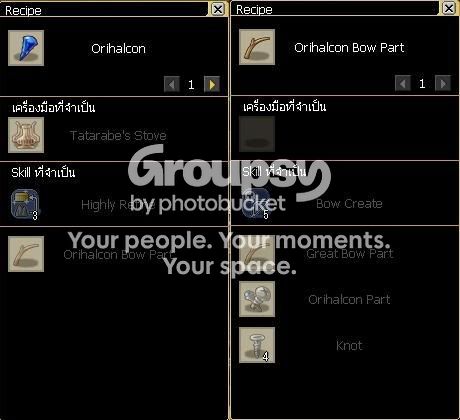 Recipe
Orihalcon
1
เครื่องมือที่จำเป็น
Tatarabe's Stove
Skill ที่จำเป็น
3
Highly Refine
Orihalcon Bow Part
Recipe
Orihalcon Bow Part
1
เครื่องมือที่จำเป็น
Skill ที่จำเป็น
5
Bow Create
Great Bow Part
Orihalcon Part
4
Knot
Groupsy
by photobucket
Your people. Your moments.
Your space.